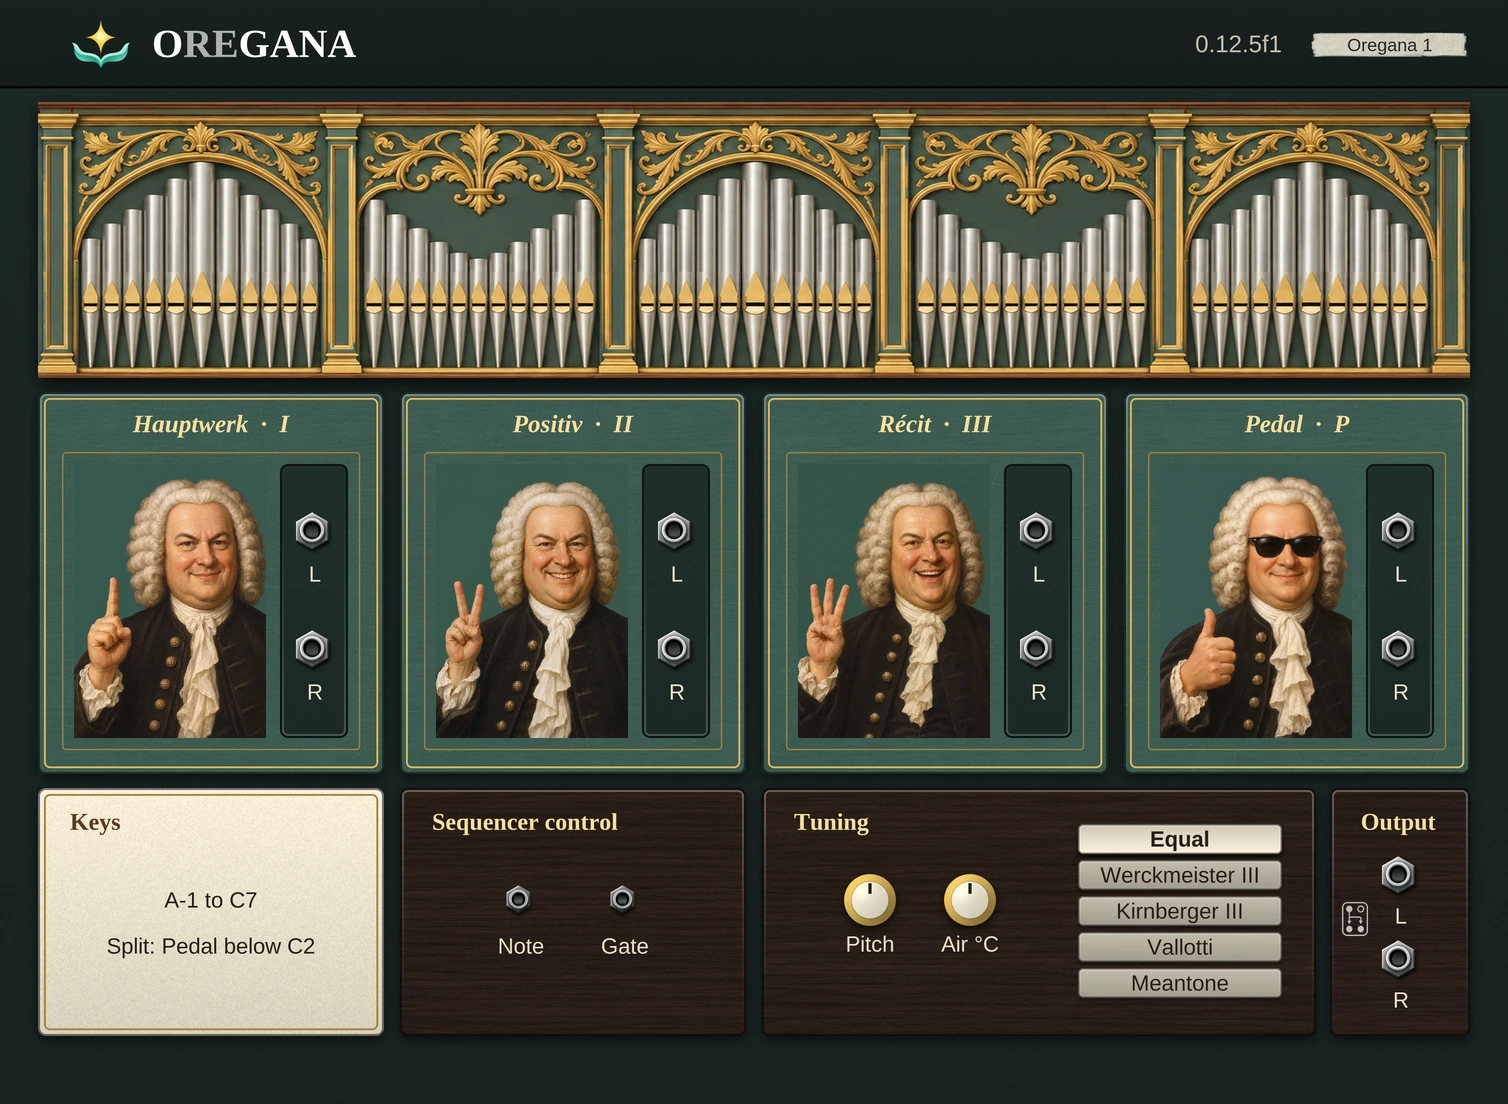 OREGANA
0.12.5f1
Oregana 1
Hauptwerk · I
Positiv · II
Récit · III
Pedal · P
L
R
L
R
L
R
L
R
Keys
A-1 to C7
Split: Pedal below C2
Sequencer control
Note
Gate
Tuning
Pitch
Air °C
Equal
Werckmeister III
Kirnberger III
Vallotti
Meantone
Output
L
R